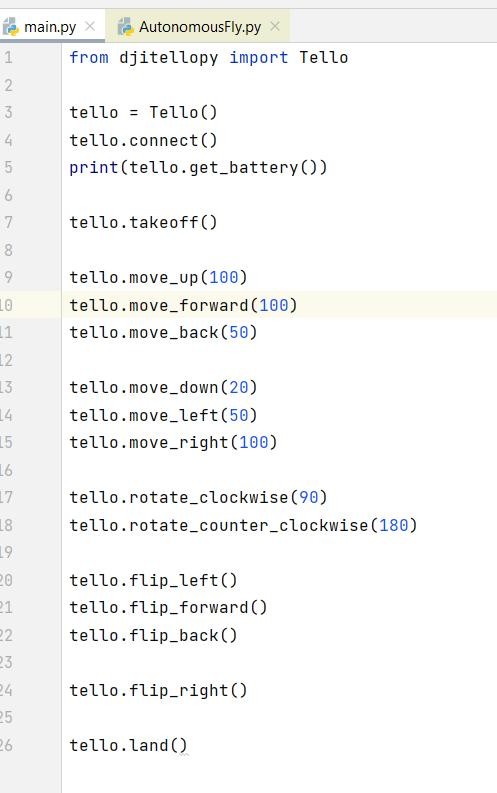 main.py AutonomousFly.py
1 from djitellopy import Tello
2
3 tello = Tello()
4 tello.connect()
5 print(tello.get_battery())
6
7 tello.takeoff()
8
9 tello.move_up(100)
10 tello.move_forward(100)
11 tello.move_back(50)
12
13 tello.move_down(20)
14 tello.move_left(50)
15 tello.move_right(100)
16
17 tello.rotate_clockwise(90)
18 tello.rotate_counter_clockwise(180)
19
20 tello.flip_left()
21 tello.flip_forward()
22 tello.flip_back()
23
24 tello.flip_right()
25
26 tello.land()